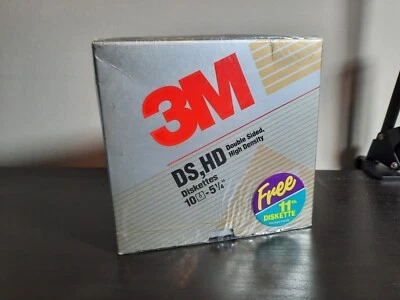 3M
DS,HD Double Sided,
High Density
Diskettes
10 5¼"
Free
11th
DISKETTE